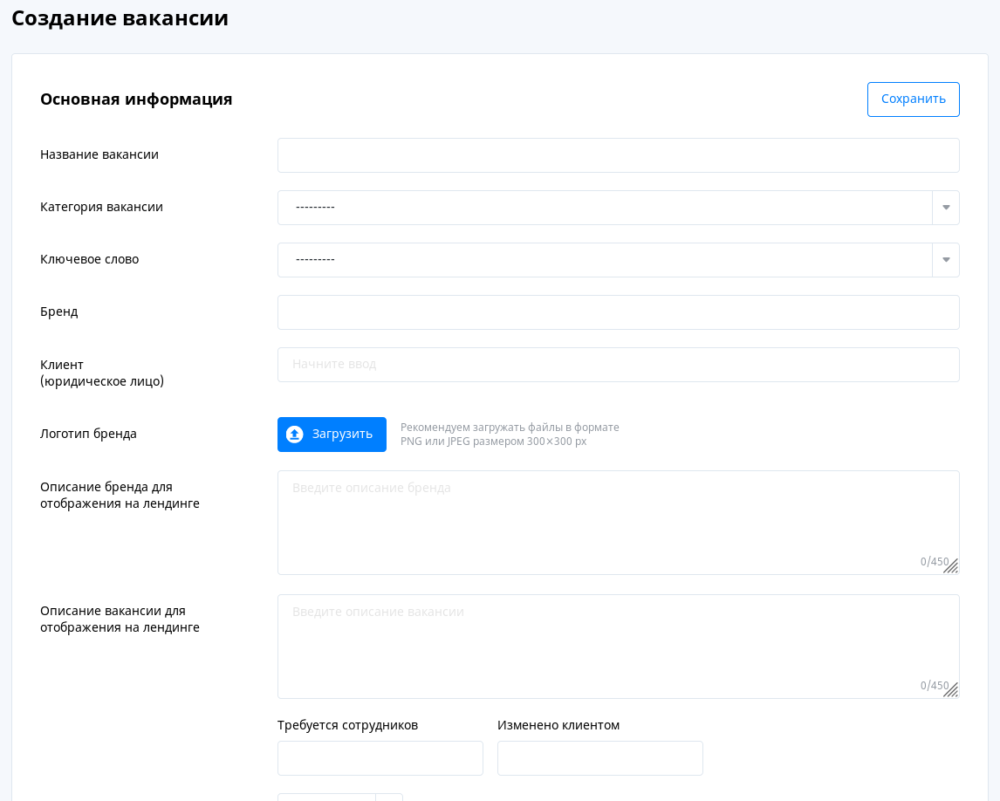 Создание вакансии
Основная информация
Сохранить
Название вакансии
Категория вакансии
---------
Ключевое слово
---------
Бренд
Клиент
(юридическое лицо)
Начните ввод
Логотип бренда
Загрузить
Рекомендуем загружать файлы в формате
PNG или JPEG размером 300×300 px
Описание бренда для
отображения на лендинге
Введите описание бренда
0/450
Описание вакансии для
отображения на лендинге
Введите описание вакансии
0/450
Требуется сотрудников
Изменено клиентом